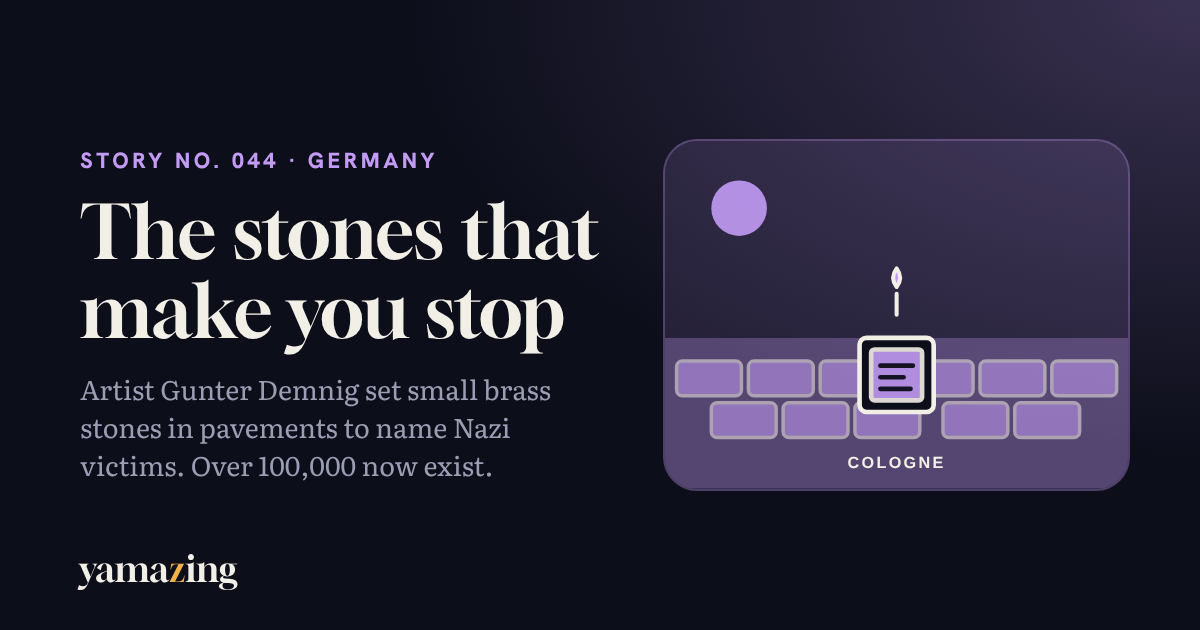 STORY NO. 044 · GERMANY
The stones that
make you stop
Artist Gunter Demnig set small brass
stones in pavements to name Nazi
victims. Over 100,000 now exist.
COLOGNE
yamazing